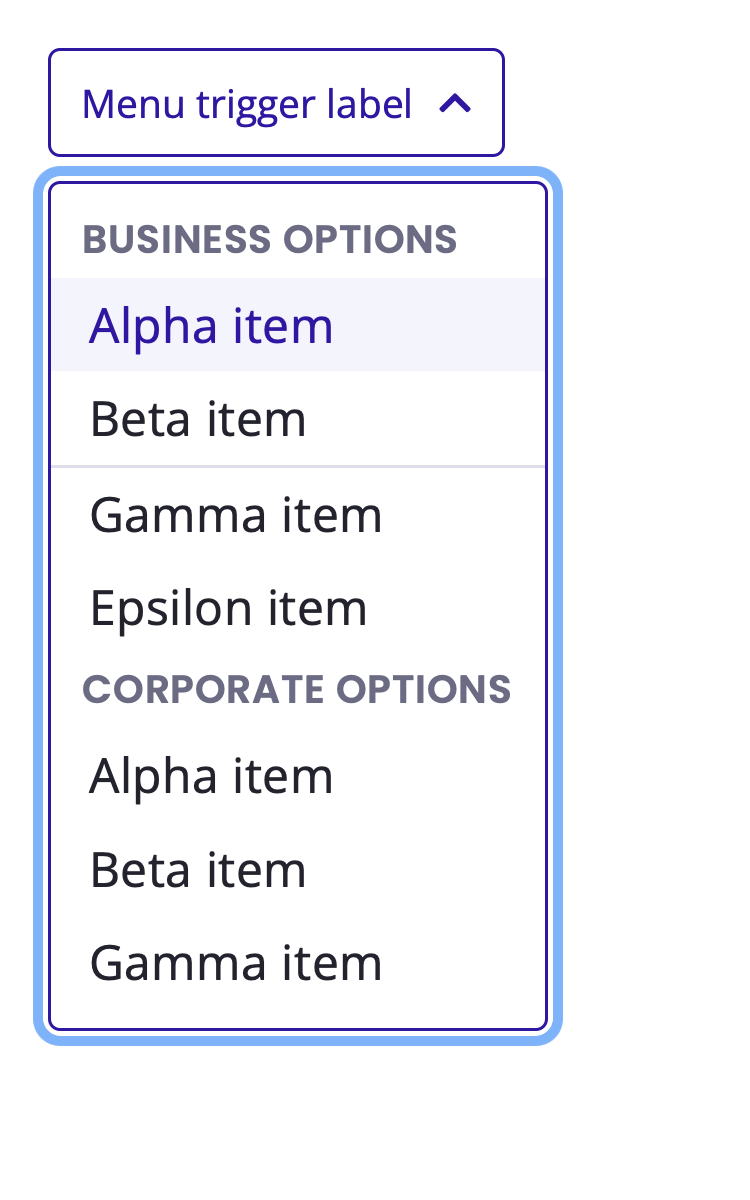 Menu trigger label
BUSINESS OPTIONS
Alpha item
Beta item
Gamma item
Epsilon item
CORPORATE OPTIONS
Alpha item
Beta item
Gamma item